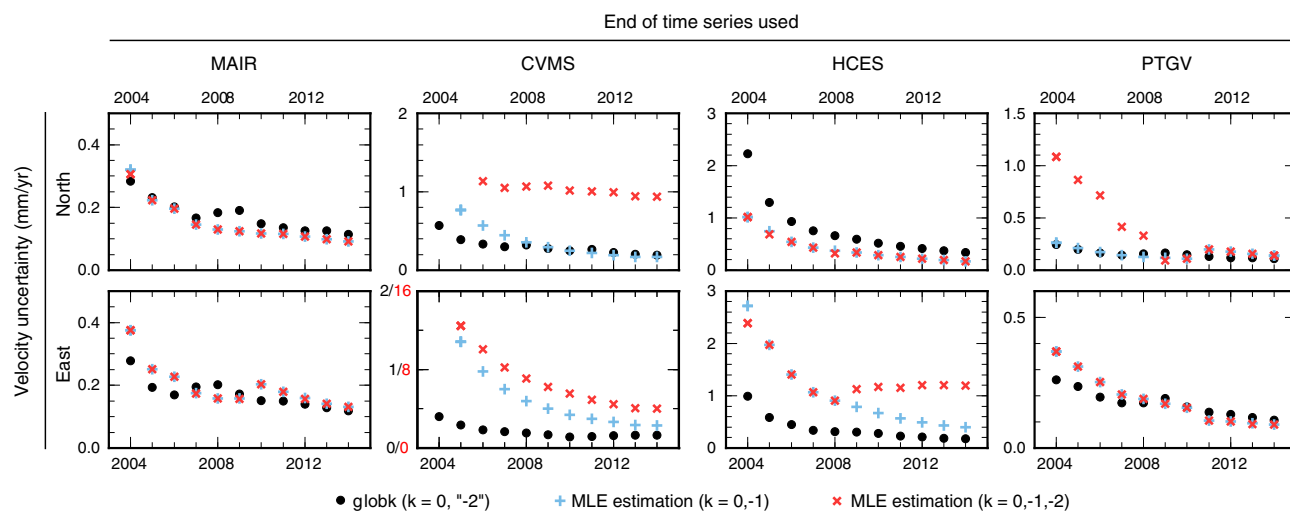 End of time series used
MAIR CVMS HCES PTGV
2004 2008 2012 2004 2008 2012 2004 2008 2012 2004 2008 2012
Velocity uncertainty (mm/yr)
North
0.4 0.2 0.0
2 1 0
3 2 1 0
1.5 1.0 0.5 0.0
East
0.4 0.2 0.0
2/16 1/8 0/0
3 2 1 0
0.5 0.0
2004 2008 2012 2004 2008 2012 2004 2008 2012 2004 2008 2012
globk (k = 0, "-2") MLE estimation (k = 0,-1) MLE estimation (k = 0,-1,-2)